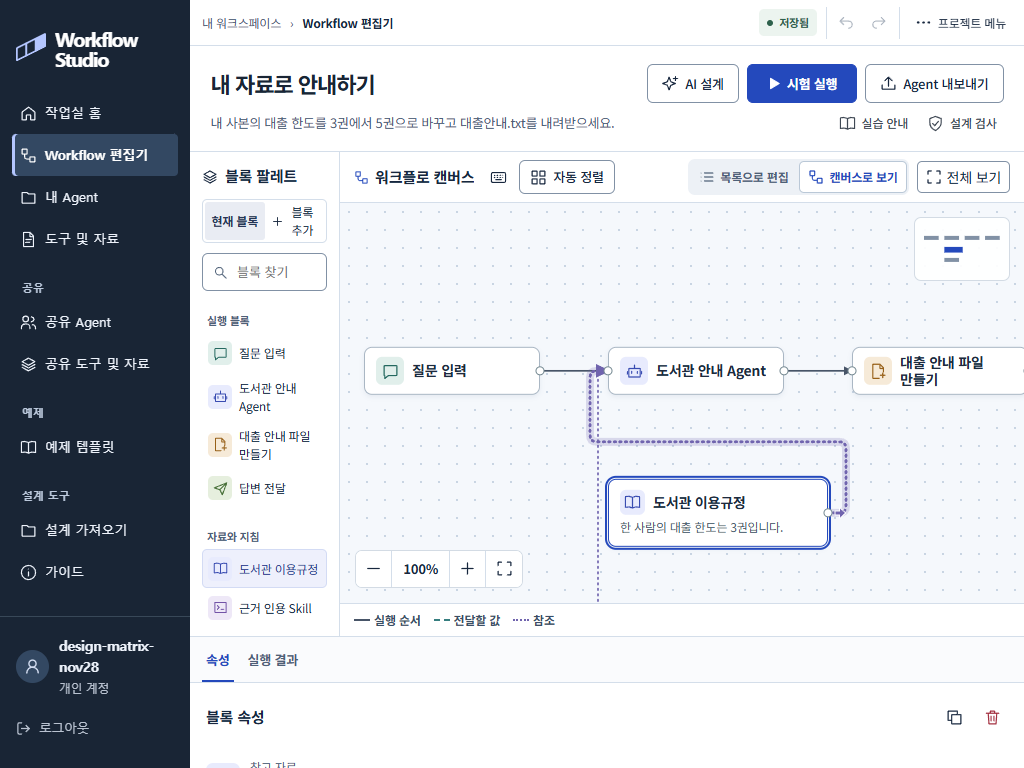 Workflow
Studio
작업실 홈
Workflow 편집기
내 Agent
도구 및 자료
공유
공유 Agent
공유 도구 및 자료
예제
예제 템플릿
설계 도구
설계 가져오기
가이드
design-matrix-
nov28
개인 계정
로그아웃
내 워크스페이스 › Workflow 편집기
저장됨
프로젝트 메뉴
내 자료로 안내하기
AI 설계
시험 실행
Agent 내보내기
내 사본의 대출 한도를 3권에서 5권으로 바꾸고 대출안내.txt를 내려받으세요.
실습 안내
설계 검사
블록 팔레트
현재 블록
블록
추가
블록 찾기
실행 블록
질문 입력
도서관 안내
Agent
대출 안내 파일
만들기
답변 전달
자료와 지침
도서관 이용규정
근거 인용 Skill
워크플로 캔버스
자동 정렬
목록으로 편집
캔버스로 보기
전체 보기
질문 입력
도서관 안내 Agent
대출 안내 파일
만들기
도서관 이용규정
한 사람의 대출 한도는 3권입니다.
100%
실행 순서
전달할 값
참조
속성
실행 결과
블록 속성
참고 자료